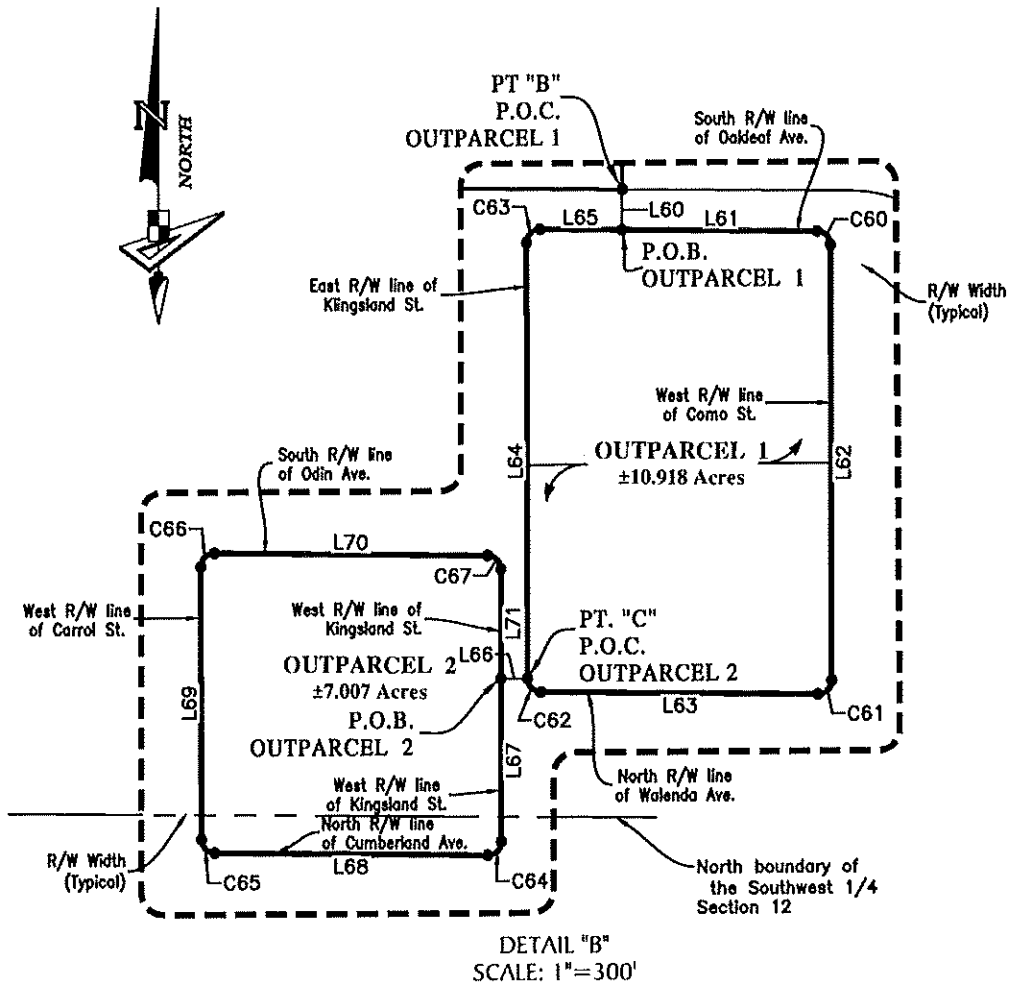 N
NORTH
PT "B"
P.O.C.
OUTPARCEL 1
South R/W line
of Oakleaf Ave.
C63
L65
L60
L61
C60
P.O.B.
OUTPARCEL 1
East R/W line of
Klingsland St.
R/W Width
(Typical)
West R/W line
of Como St.
L64
OUTPARCEL 1
±10.918 Acres
L62
South R/W line
of Odin Ave.
C66
L70
C67
West R/W line
of Carrol St.
West R/W line of
Kingsland St.
L71
PT. "C"
P.O.C.
OUTPARCEL 2
L66
OUTPARCEL 2
±7.007 Acres
P.O.B.
OUTPARCEL 2
L69
C62
L63
C61
L67
West R/W line
of Kingsland St.
North R/W line
of Walenda Ave.
North R/W line
of Cumberland Ave.
R/W Width
(Typical)
C65
L68
C64
North boundary of
the Southwest 1/4
Section 12
DETAIL "B"
SCALE: 1"=300'